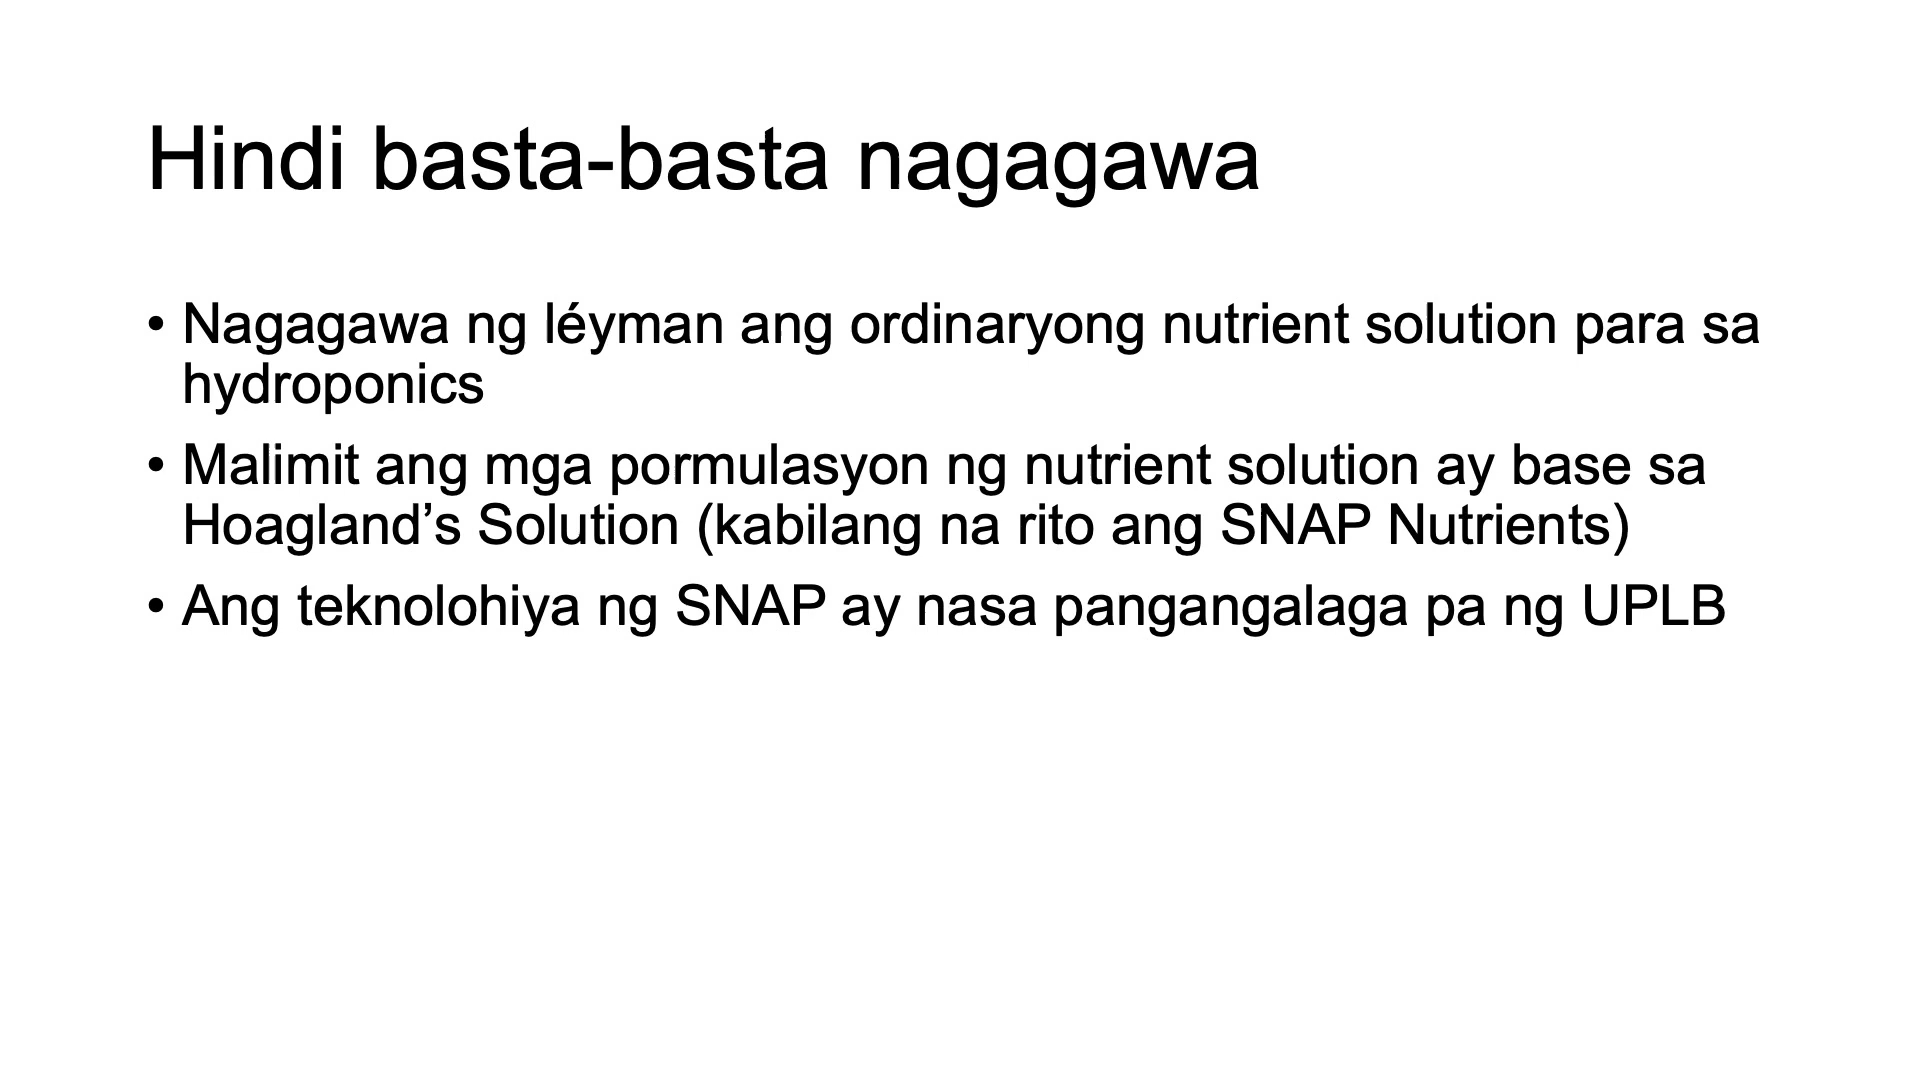 Hindi basta-basta nagagawa
• Nagagawa ng léyman ang ordinaryong nutrient solution para sa
hydroponics
• Malimit ang mga pormulasyon ng nutrient solution ay base sa
Hoagland’s Solution (kabilang na rito ang SNAP Nutrients)
• Ang teknolohiya ng SNAP ay nasa pangangalaga pa ng UPLB